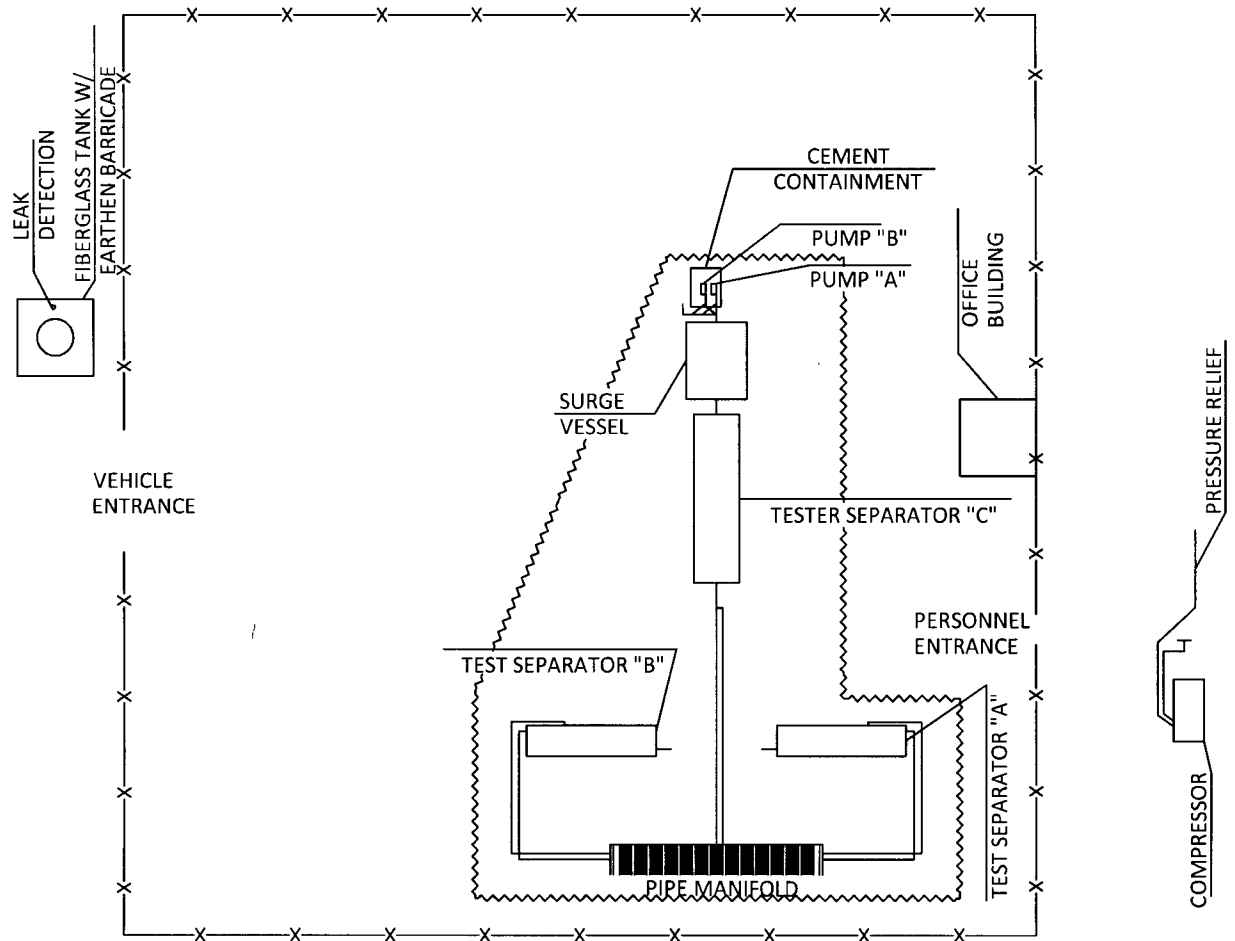 LEAK
DETECTION
FIBERGLASS TANK W/
EARTHEN BARRICADE
CEMENT
CONTAINMENT
PUMP "B"
PUMP "A"
OFFICE
BUILDING
SURGE
VESSEL
VEHICLE
ENTRANCE
TESTER SEPARATOR "C"
PRESSURE RELIEF
PERSONNEL
ENTRANCE
TEST SEPARATOR "B"
TEST SEPARATOR "A"
COMPRESSOR
PIPE MANIFOLD